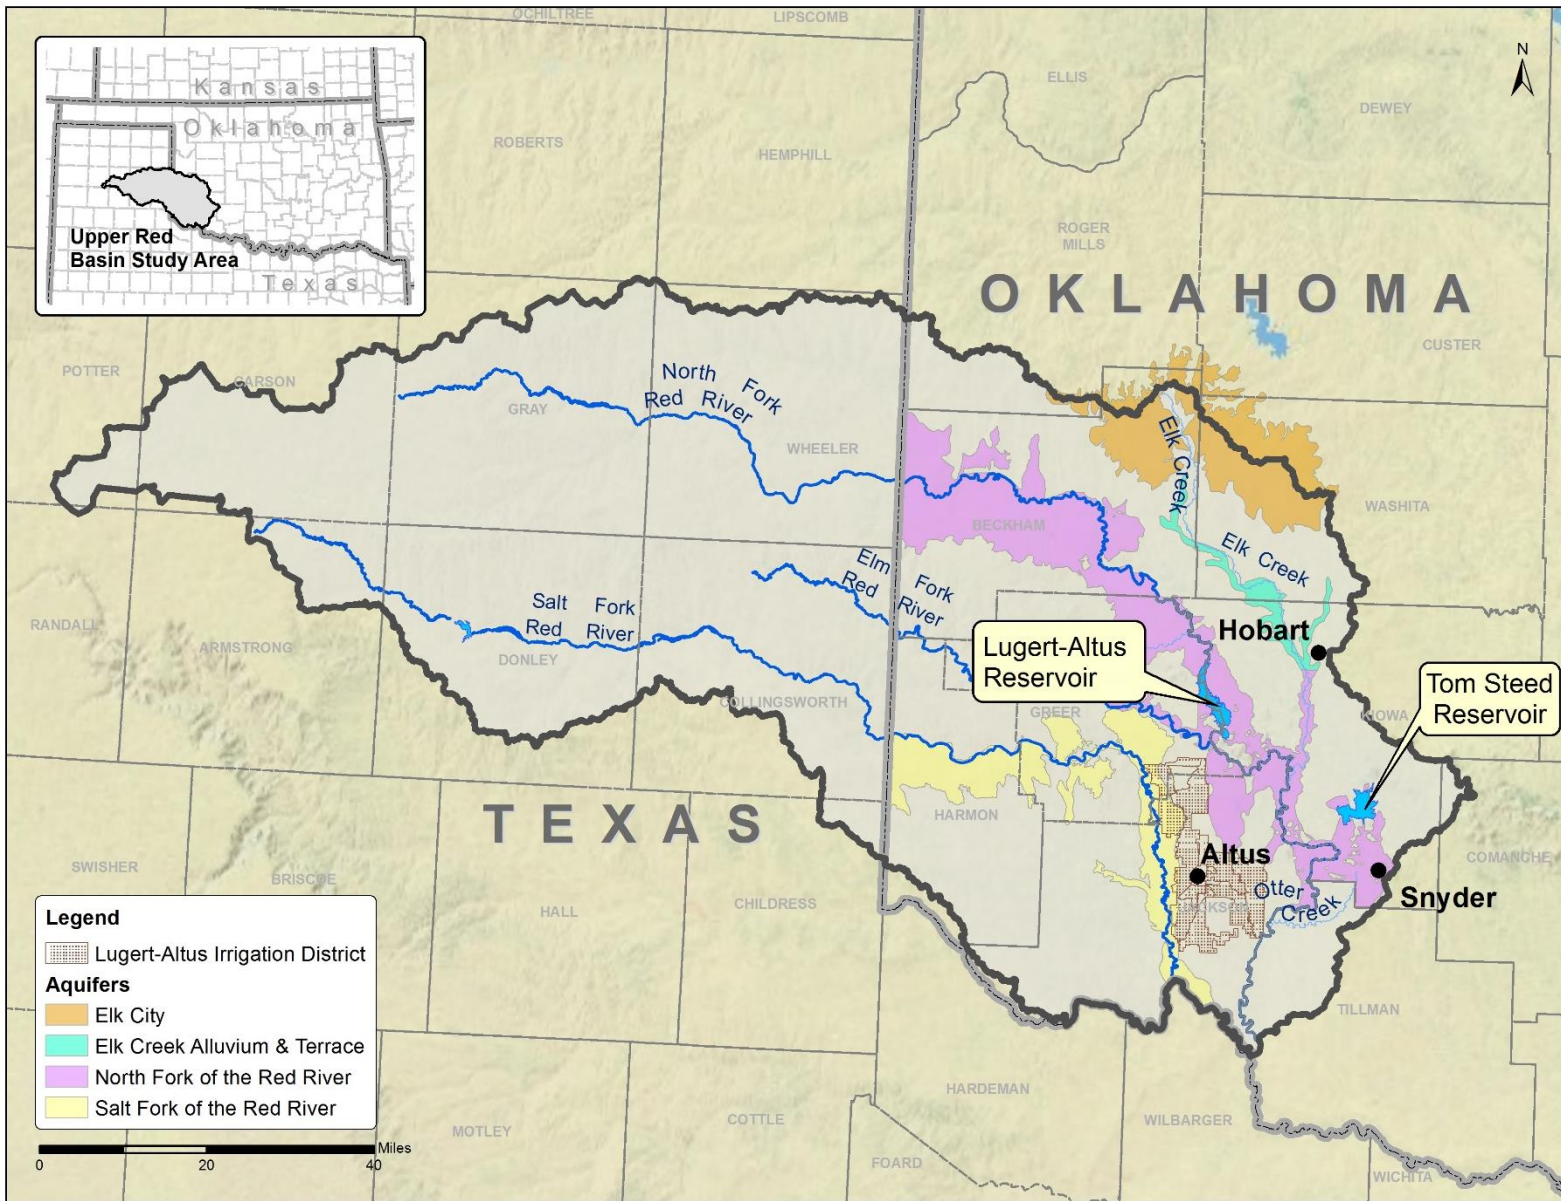 OCHILTREE
LIPSCOMB
N
ELLIS
DEWEY
Kansas
Oklahoma
Upper Red
Basin Study Area
Texas
ROBERTS
HEMPHILL
ROGER
MILLS
OKLAHOMA
CUSTER
POTTER
CARSON
GRAY
North Fork
Red River
WHEELER
Elk Creek
WASHITA
BECKHAM
Elk Creek
Elm Fork
Red River
Salt Fork
Red River
RANDALL
ARMSTRONG
DONLEY
COLLINGSWORTH
Lugert-Altus
Reservoir
Hobart
Tom Steed
Reservoir
GREER
KIOWA
TEXAS
HARMON
SWISHER
BRISCOE
HALL
CHILDRESS
Altus
JACKSON
Otter
Creek
Snyder
COMANCHE
Legend
Lugert-Altus Irrigation District
Aquifers
Elk City
Elk Creek Alluvium & Terrace
North Fork of the Red River
Salt Fork of the Red River
TILLMAN
HARDEMAN
WILBARGER
MOTLEY
COTTLE
FOARD
WICHITA
Miles
0 20 40